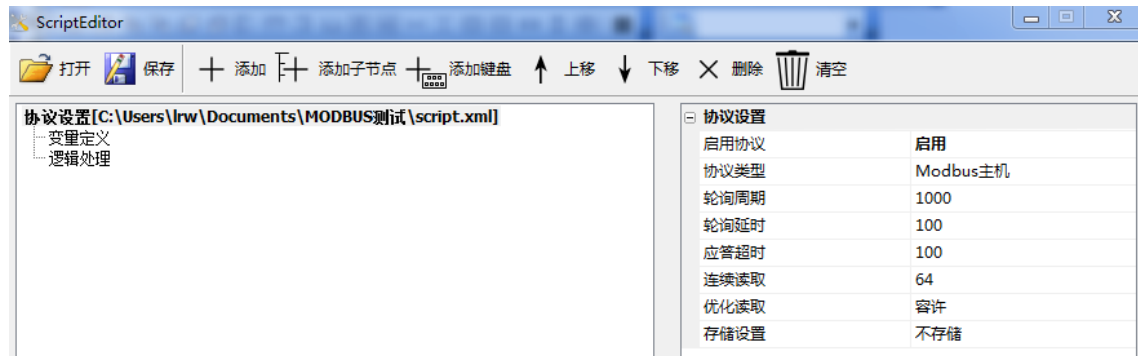 ScriptEditor
打开 保存 添加 添加子节点 添加键盘 上移 下移 删除 清空
协议设置[C:\Users\lrw\Documents\MODBUS测试\script.xml]
变量定义
逻辑处理
协议设置
启用协议 启用
协议类型 Modbus主机
轮询周期 1000
轮询延时 100
应答超时 100
连续读取 64
优化读取 容许
存储设置 不存储